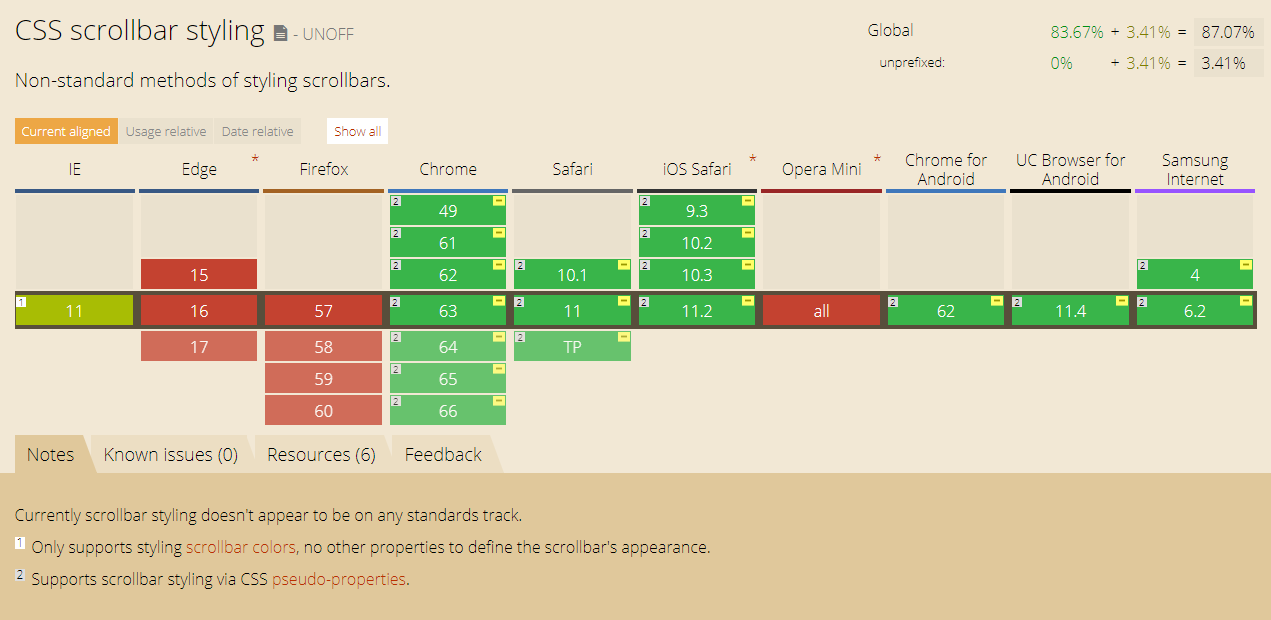 CSS scrollbar styling - UNOFF
Global 83.67% + 3.41% = 87.07%
unprefixed: 0% + 3.41% = 3.41%
Non-standard methods of styling scrollbars.
Current aligned Usage relative Date relative Show all
IE Edge * Firefox Chrome Safari iOS Safari * Opera Mini * Chrome for Android UC Browser for Android Samsung Internet
2 49 – 2 9.3 –
2 61 – 2 10.2 –
15 2 62 – 2 10.1 – 2 10.3 – 2 4 –
1 11 16 57 2 63 – 2 11 – 2 11.2 – all 2 62 – 2 11.4 – 2 6.2 –
17 58 2 64 – 2 TP –
59 2 65 –
60 2 66 –
Notes Known issues (0) Resources (6) Feedback
Currently scrollbar styling doesn't appear to be on any standards track.
1 Only supports styling scrollbar colors, no other properties to define the scrollbar's appearance.
2 Supports scrollbar styling via CSS pseudo-properties.